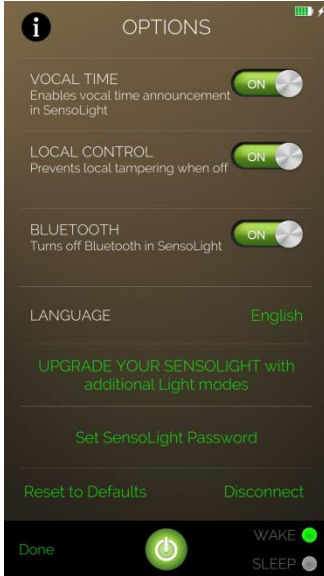 i OPTIONS
VOCAL TIME
Enables vocal time announcement
in SensoLight
ON
LOCAL CONTROL
Prevents local tampering when off
ON
BLUETOOTH
Turns off Bluetooth in SensoLight
ON
LANGUAGE English
UPGRADE YOUR SENSOLIGHT with
additional Light modes
Set SensoLight Password
Reset to Defaults Disconnect
Done
WAKE
SLEEP